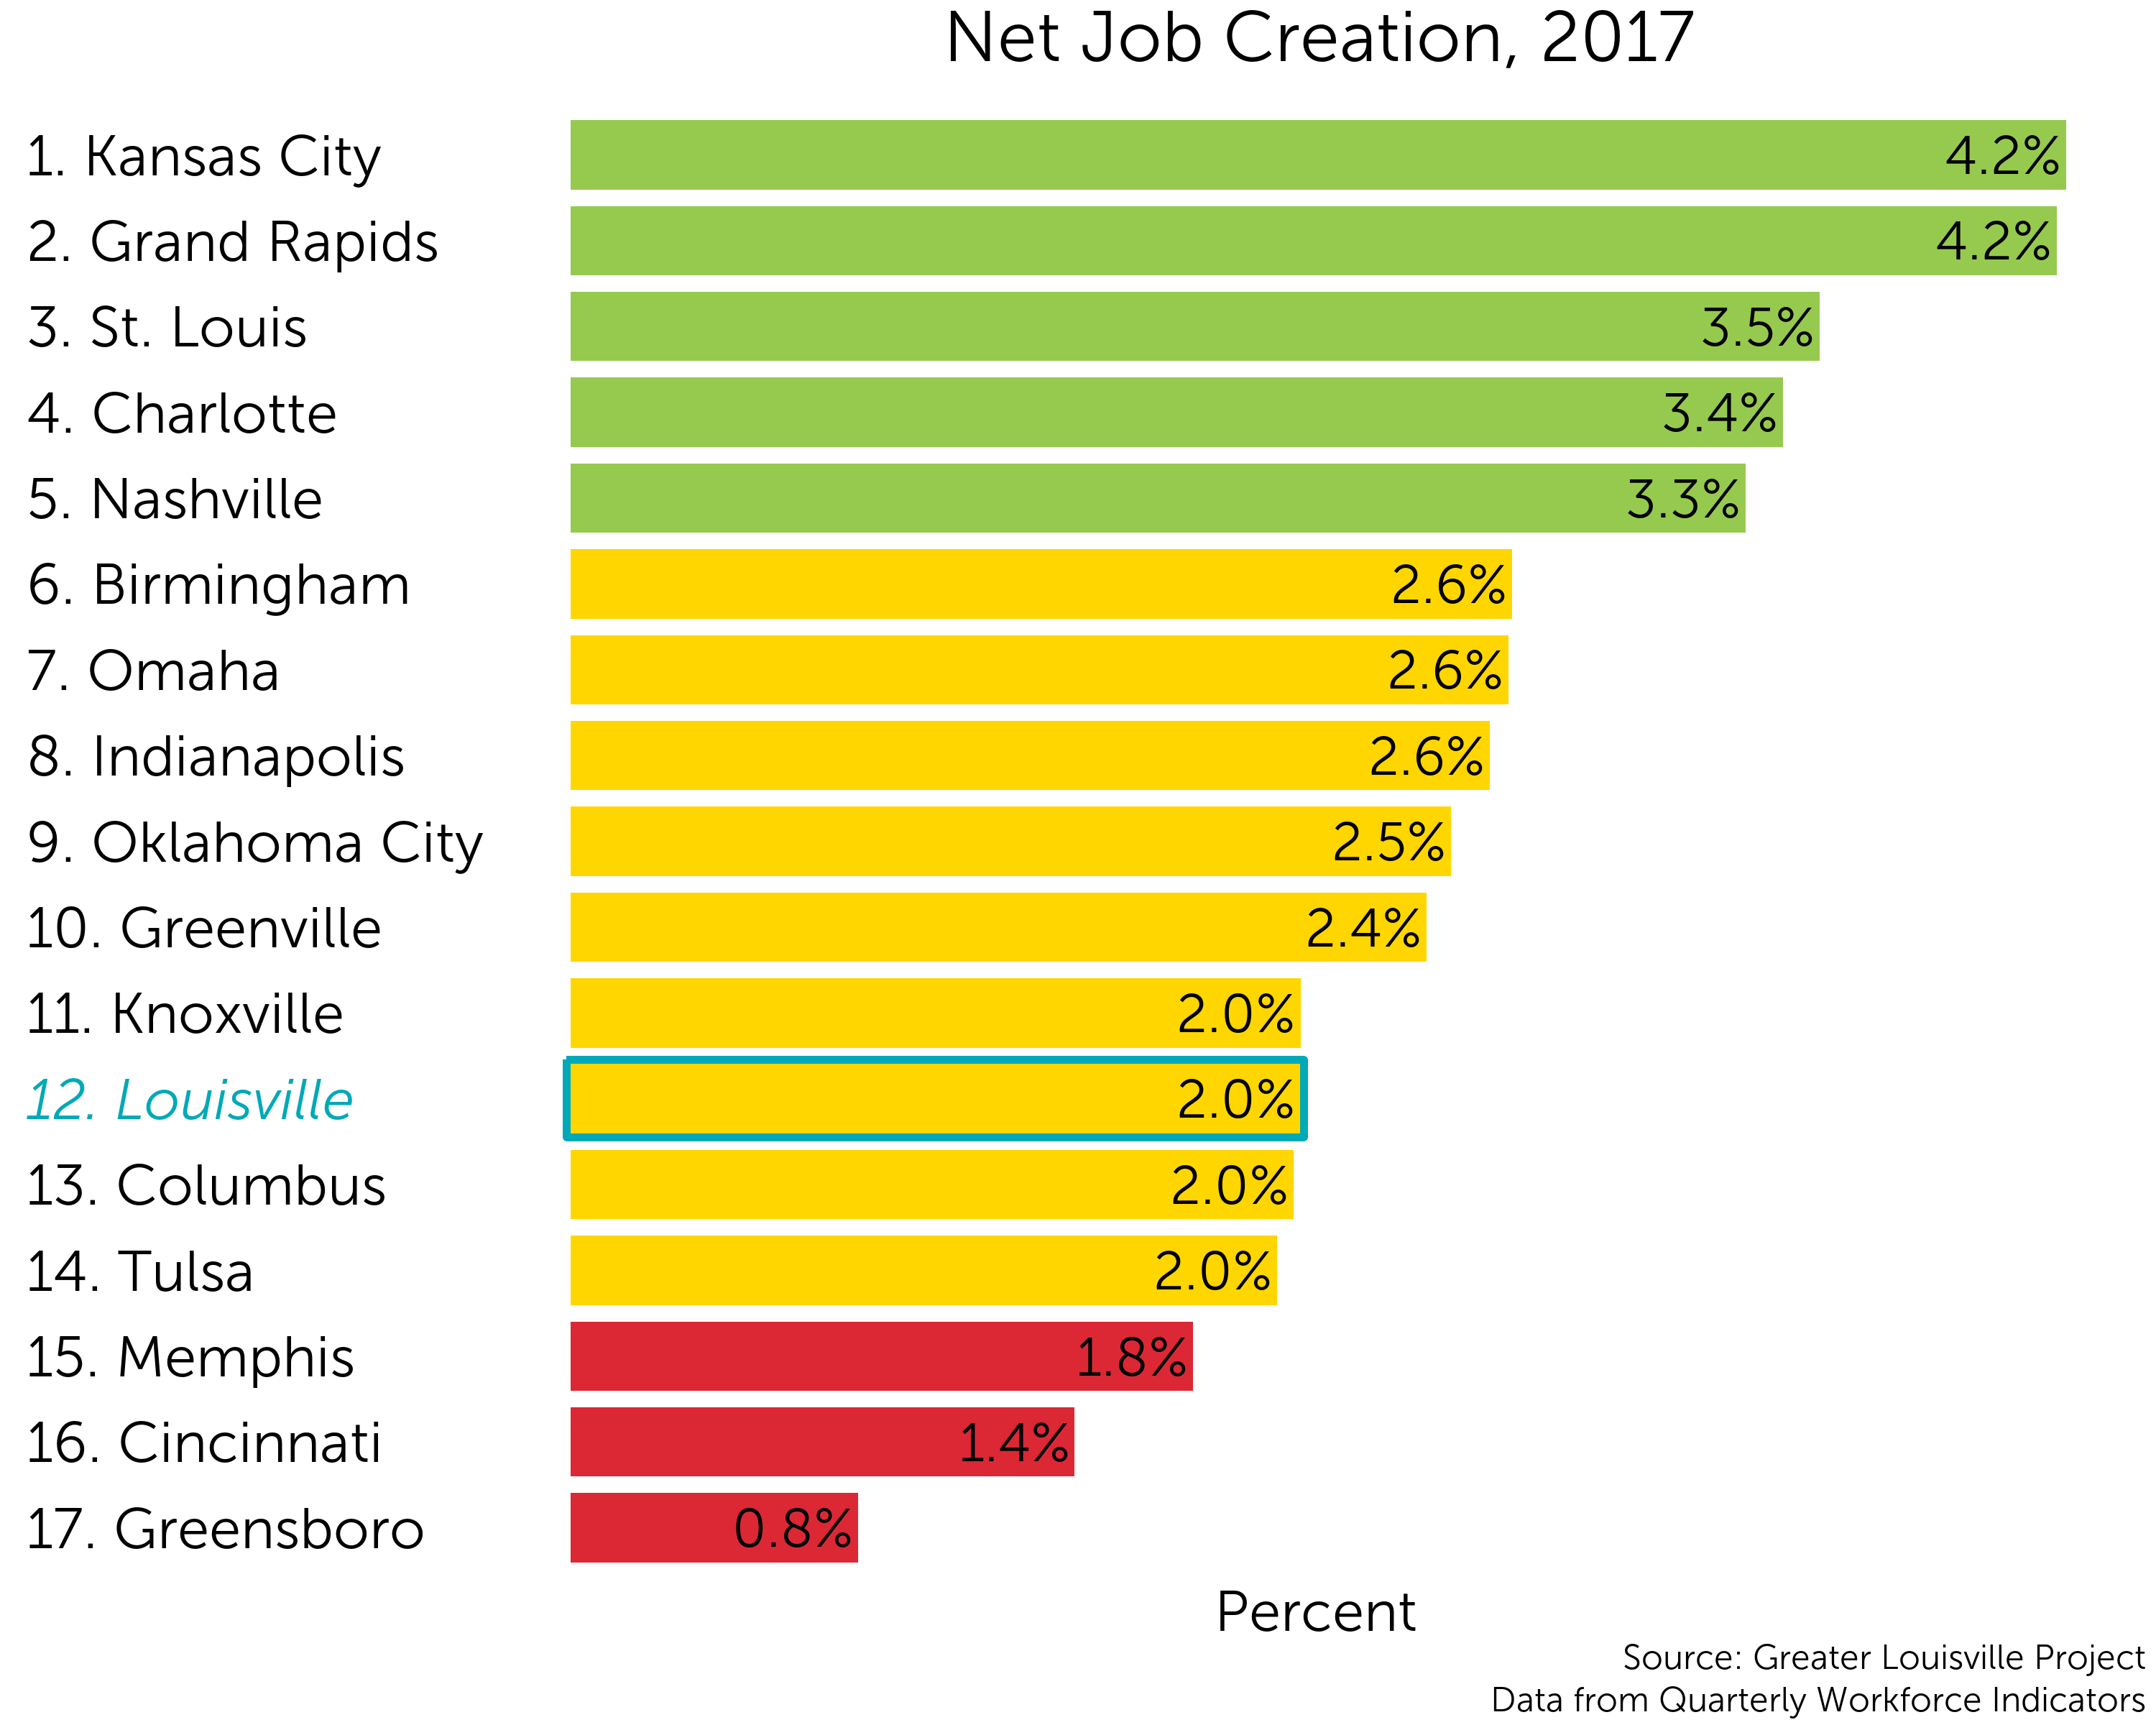 Net Job Creation, 2017
1. Kansas City 4.2%
2. Grand Rapids 4.2%
3. St. Louis 3.5%
4. Charlotte 3.4%
5. Nashville 3.3%
6. Birmingham 2.6%
7. Omaha 2.6%
8. Indianapolis 2.6%
9. Oklahoma City 2.5%
10. Greenville 2.4%
11. Knoxville 2.0%
12. Louisville 2.0%
13. Columbus 2.0%
14. Tulsa 2.0%
15. Memphis 1.8%
16. Cincinnati 1.4%
17. Greensboro 0.8%
Percent
Source: Greater Louisville Project
Data from Quarterly Workforce Indicators